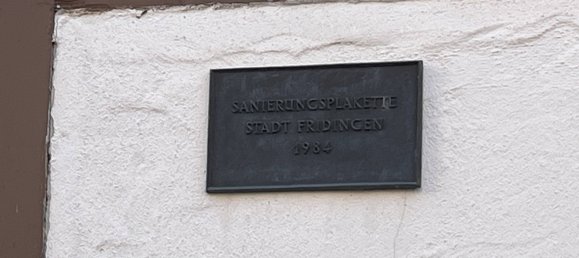 SANIERUNGSPLAKETTE
STADT FRIDINGEN
1984